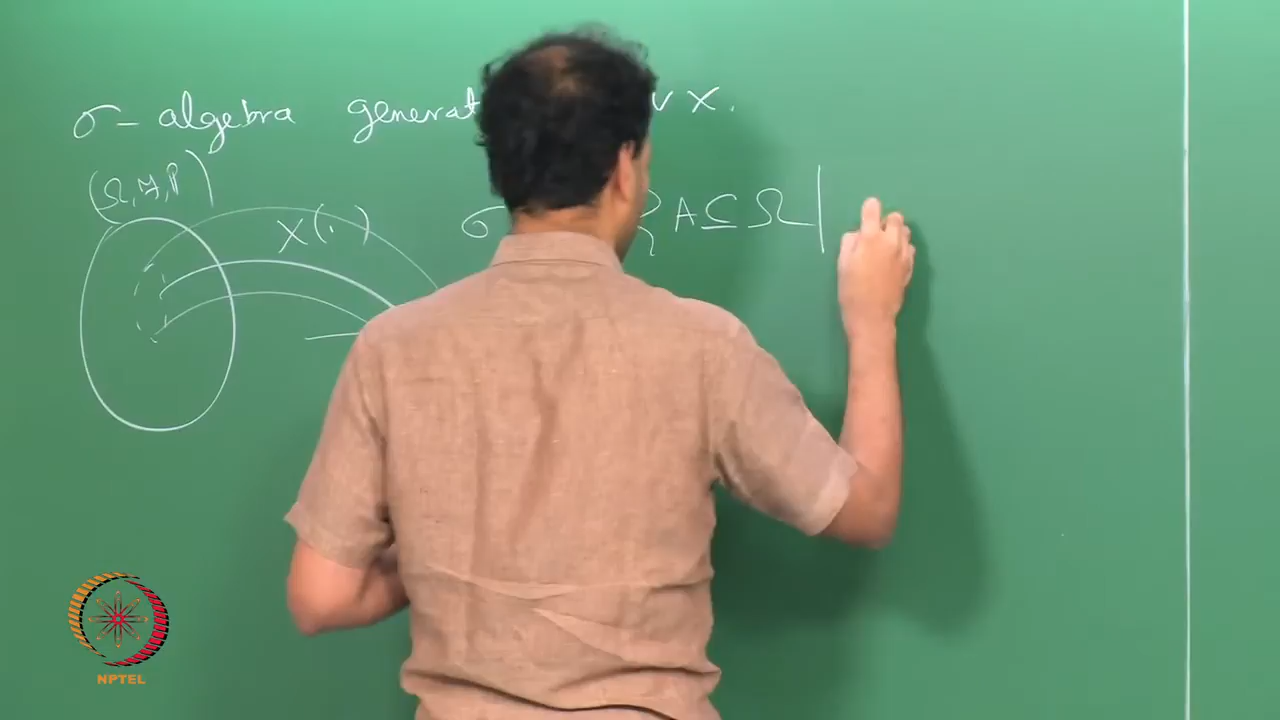 σ - algebra generat v X.
(Ω, F, P)
X(.) σ { A ⊆ Ω |
NPTEL